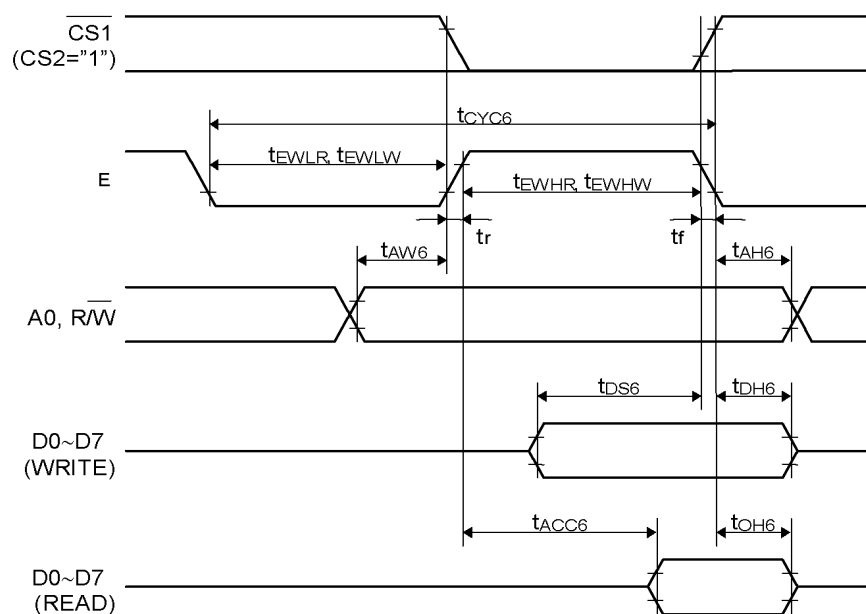 CS1
(CS2="1")
tCYC6
tEWLR, tEWLW
E
tEWHR, tEWHW
tr
tf
tAW6
tAH6
A0, R/W
tDS6
tDH6
D0~D7
(WRITE)
tACC6
tOH6
D0~D7
(READ)